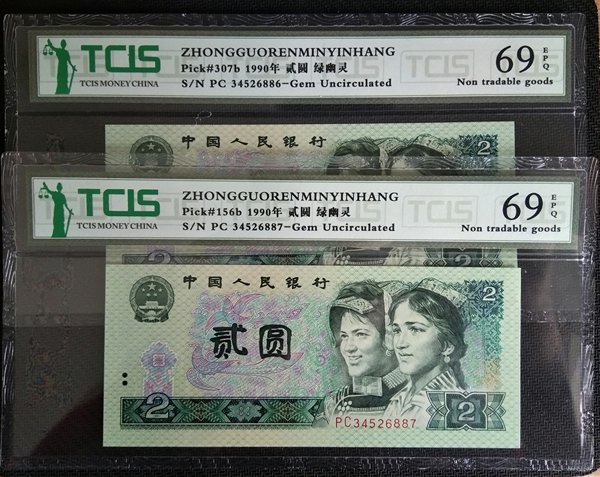 TCIS
TCIS MONEY CHINA
ZHONGGUORENMINYINHANG
Pick#307b 1990年 贰圆 绿幽灵
S/N PC 34526886-Gem Uncirculated
69 EPQ
Non tradable goods
中国人民银行
2
TCIS
TCIS MONEY CHINA
ZHONGGUORENMINYINHANG
Pick#156b 1990年 贰圆 绿幽灵
S/N PC 34526887-Gem Uncirculated
69 EPQ
Non tradable goods
中国人民银行
2
贰圆
2
PC34526887
2